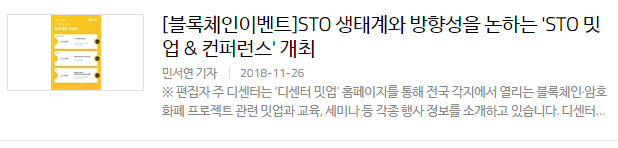 [블록체인이벤트]STO 생태계와 방향성을 논하는 'STO 밋
업 & 컨퍼런스' 개최
민서연 기자 | 2018-11-26
※ 편집자 주 디센터는 ‘디센터 밋업’ 홈페이지를 통해 전국 각지에서 열리는 블록체인·암호
화폐 프로젝트 관련 밋업과 교육, 세미나 등 각종 행사 정보를 소개하고 있습니다. 디센터...